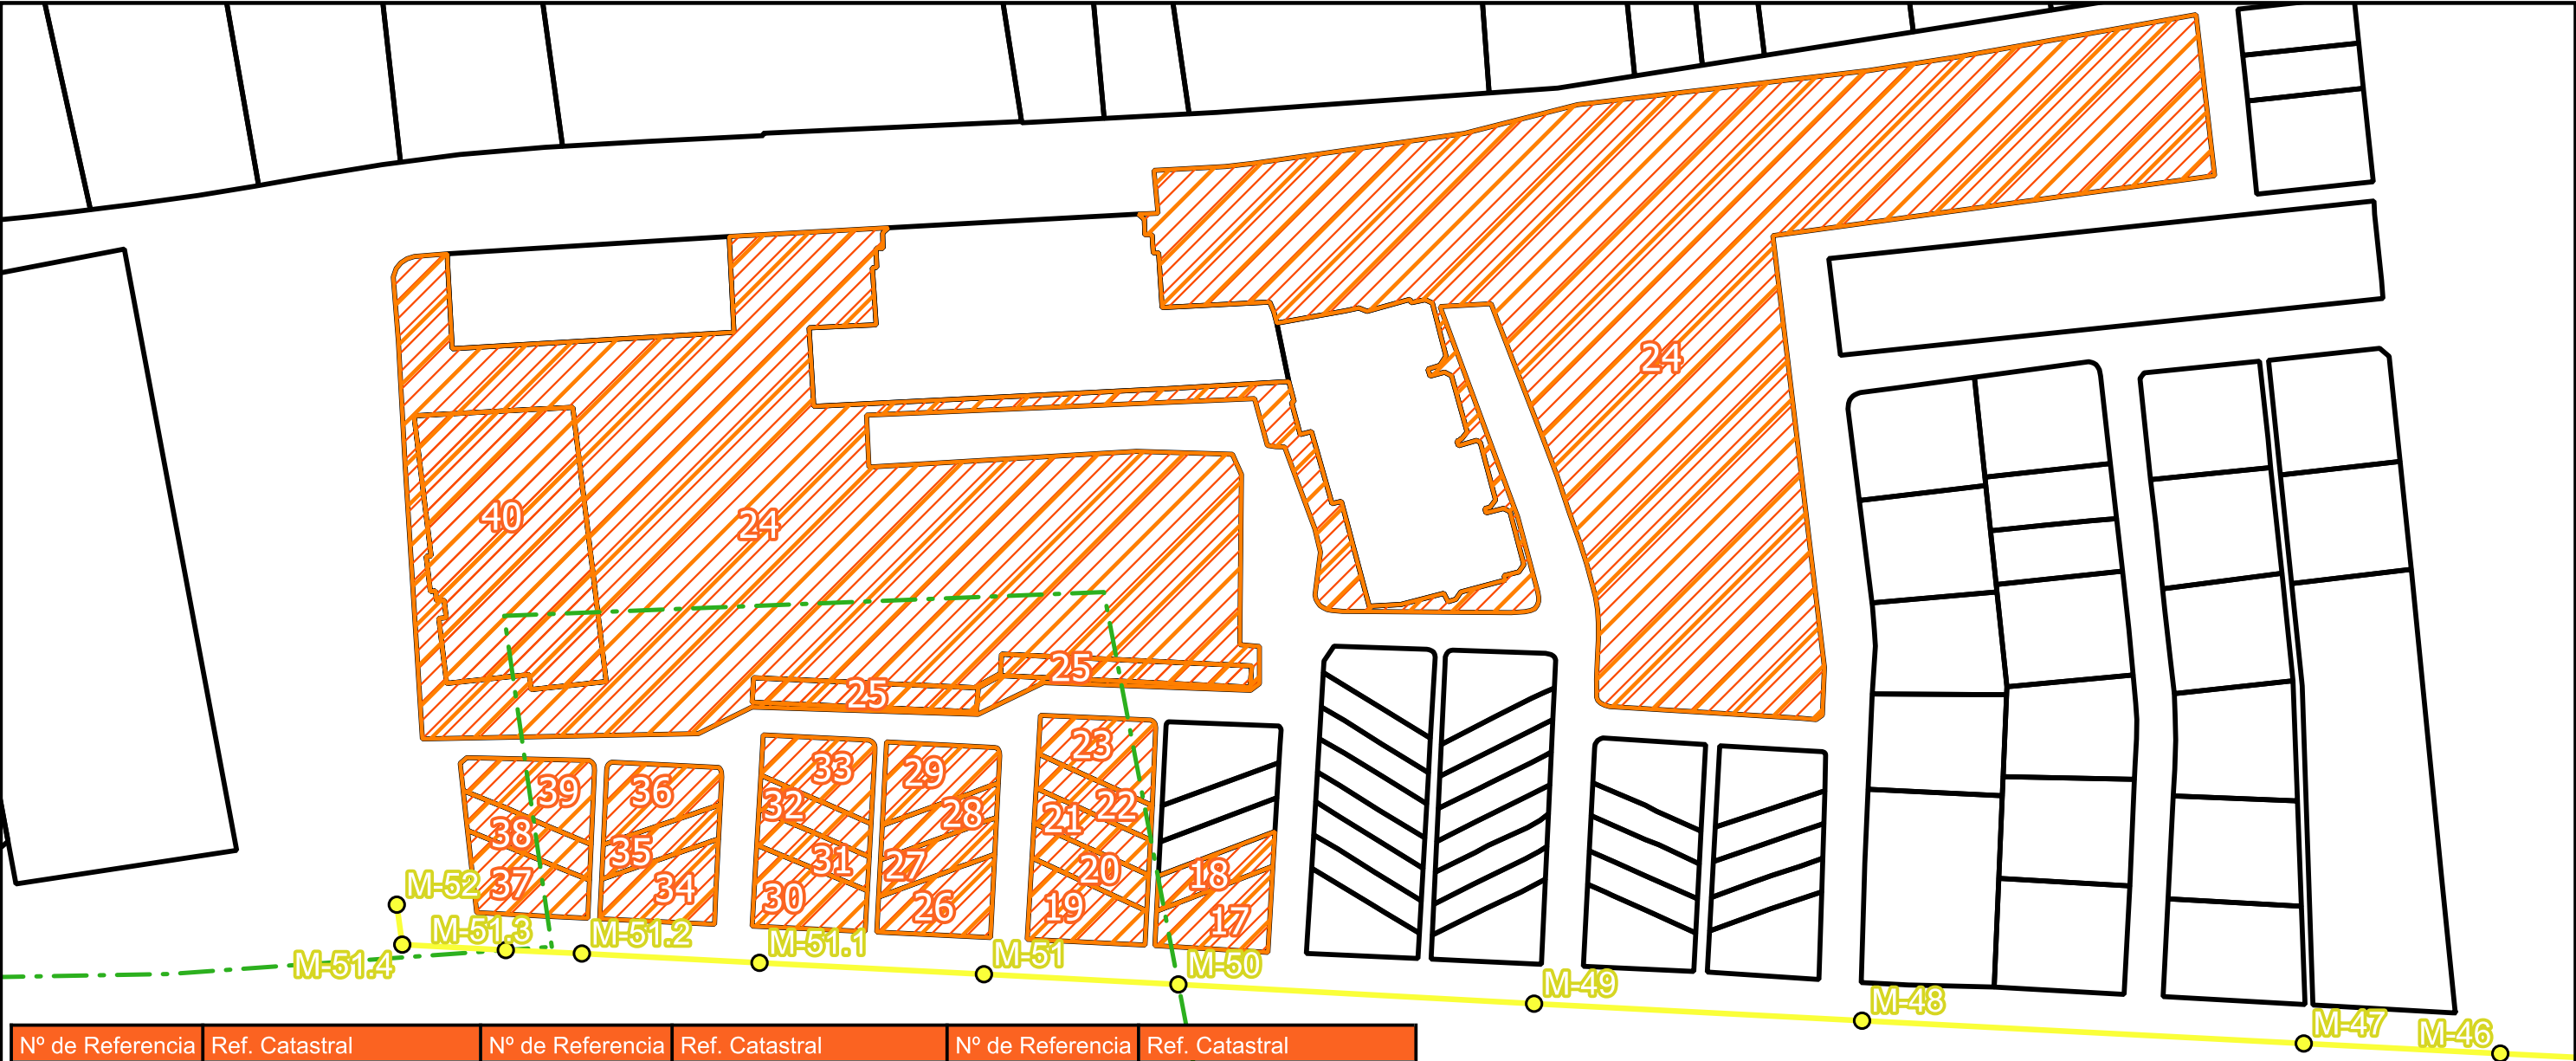 24
40
24
25
25
23
33
29
39
36
32
22
28
21
38
35
31
27
20
18
37
34
30
26
19
17
M-52
M-51.3
M-51.2
M-51.1
M-51
M-50
M-51.4
M-49
M-48
M-47
M-46
Nº de Referencia Ref. Catastral Nº de Referencia Ref. Catastral Nº de Referencia Ref. Catastral